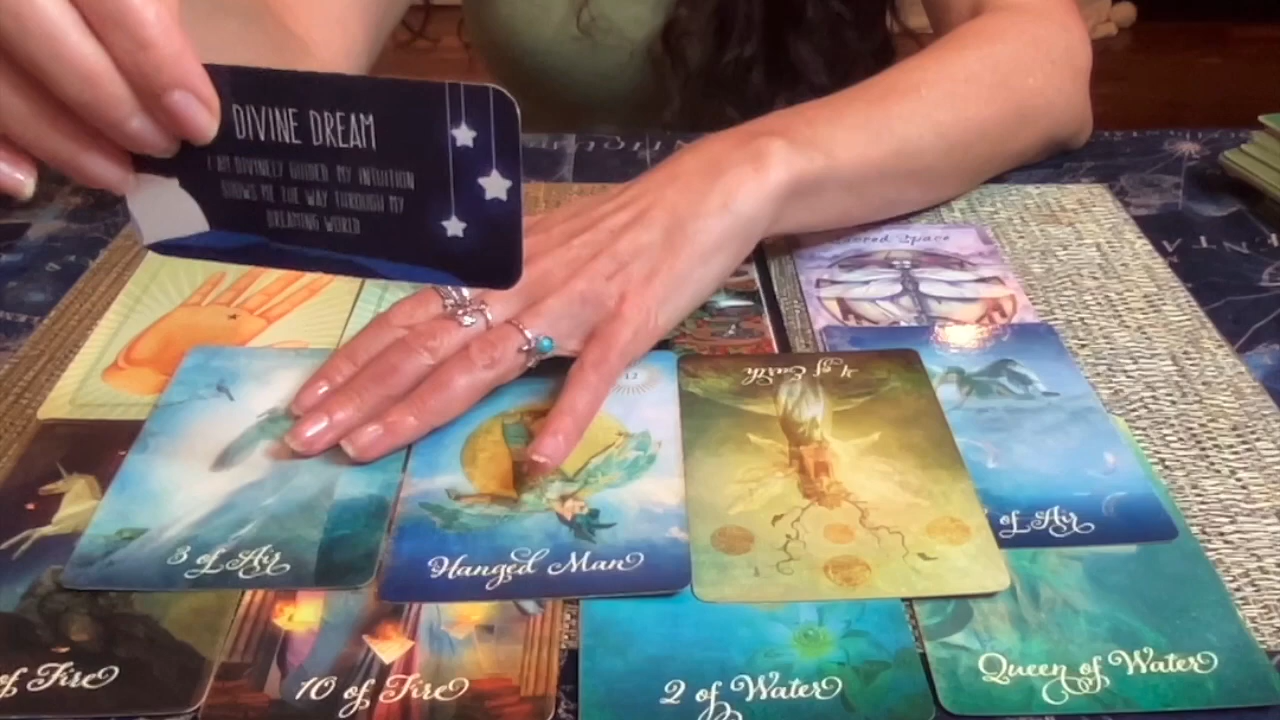 DIVINE DREAM
I AM DIVINELY GUIDED MY INTUITION
SHOWS ME THE WAY THROUGH MY
DREAMING WORLD
Sacred Space
12
4 of Earth
3 of Air
Hanged Man
of Air
of Fire
10 of Fire
2 of Water
Queen of Water